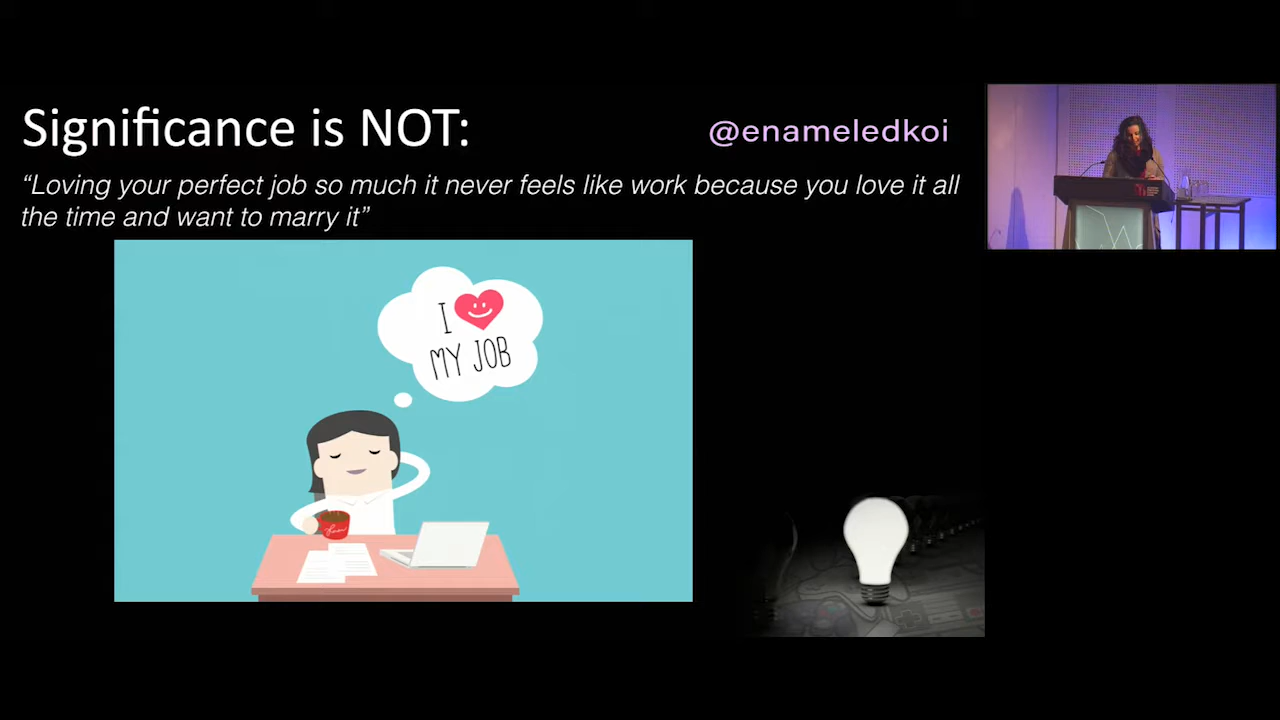 Significance is NOT:
@enameledkoi
“Loving your perfect job so much it never feels like work because you love it all
the time and want to marry it”
I
MY JOB